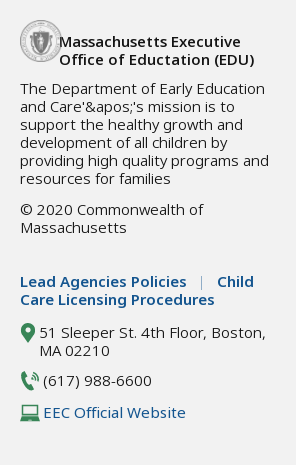 Massachusetts Executive
Office of Eductation (EDU)
The Department of Early Education
and Care'&apos;'s mission is to
support the healthy growth and
development of all children by
providing high quality programs and
resources for families
© 2020 Commonwealth of
Massachusetts
Lead Agencies Policies | Child
Care Licensing Procedures
51 Sleeper St. 4th Floor, Boston,
MA 02210
(617) 988-6600
EEC Official Website